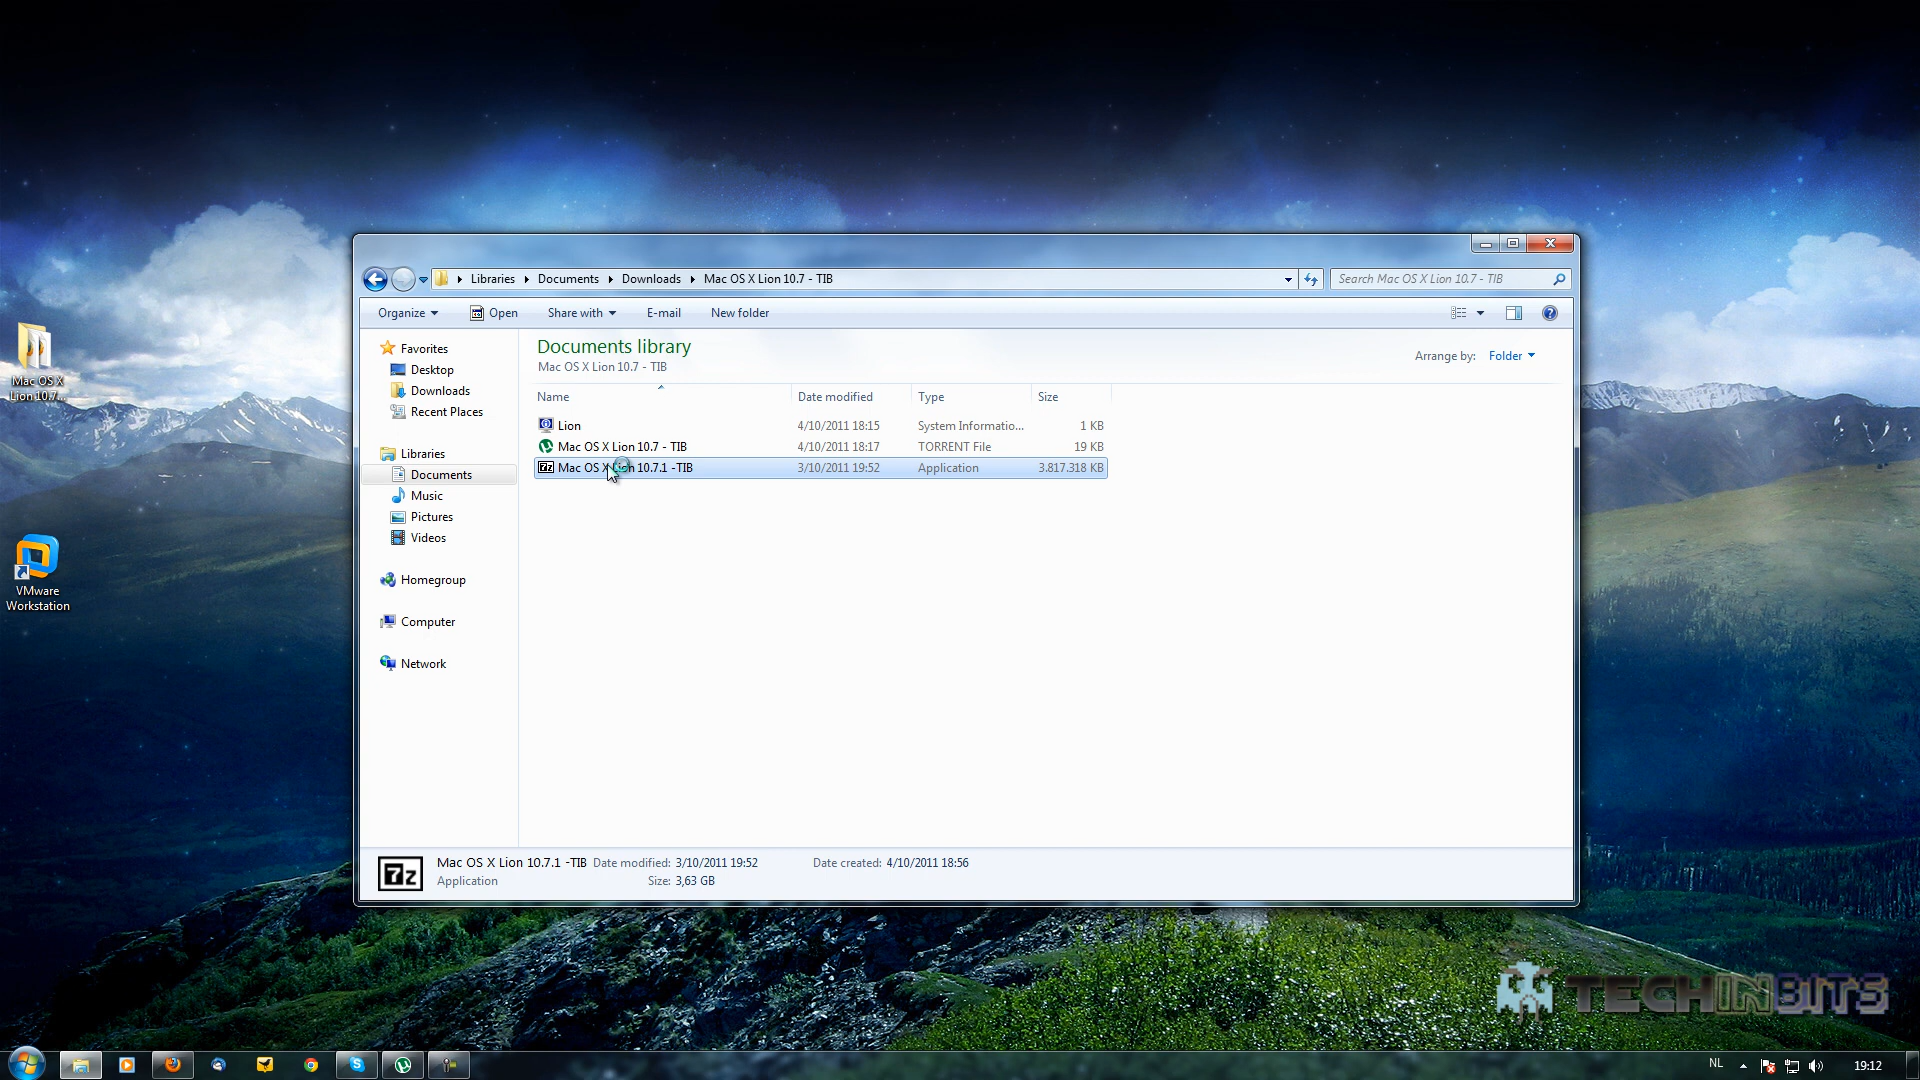 Mac OS X
Lion 10.7...
VMware
Workstation
Libraries Documents Downloads Mac OS X Lion 10.7 - TIB
Search Mac OS X Lion 10.7 - TIB
Organize Open Share with E-mail New folder
Favorites
Desktop
Downloads
Recent Places
Libraries
Documents
Music
Pictures
Videos
Homegroup
Computer
Network
Documents library
Mac OS X Lion 10.7 - TIB
Arrange by: Folder
Name Date modified Type Size
Lion 4/10/2011 18:15 System Informatio... 1 KB
Mac OS X Lion 10.7 - TIB 4/10/2011 18:17 TORRENT File 19 KB
Mac OS X Lion 10.7.1 -TIB 3/10/2011 19:52 Application 3.817.318 KB
7z
Mac OS X Lion 10.7.1 -TIB Date modified: 3/10/2011 19:52 Date created: 4/10/2011 18:56
Application Size: 3,63 GB
TECHINBITS
NL 19:12